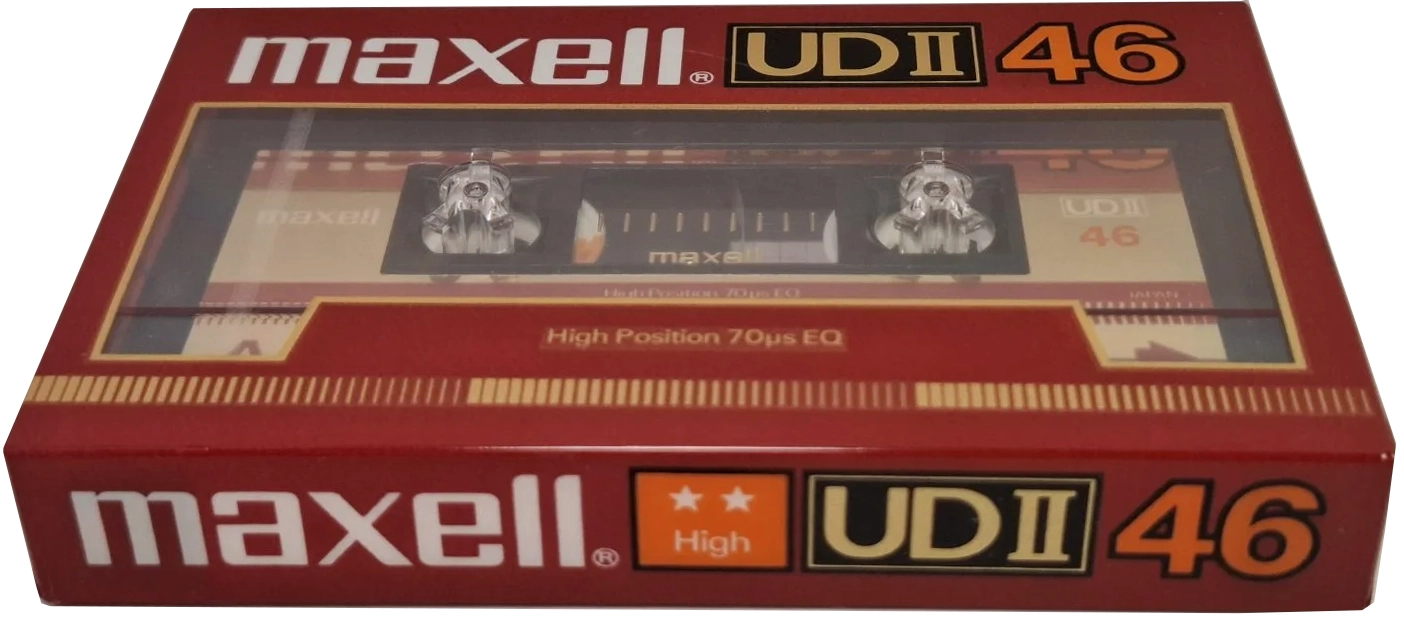 maxell® UDII 46
maxell UDII
46
maxell
High Position 70µs EQ
JAPAN
High Position 70µs EQ
maxell® ★★ High UDII 46